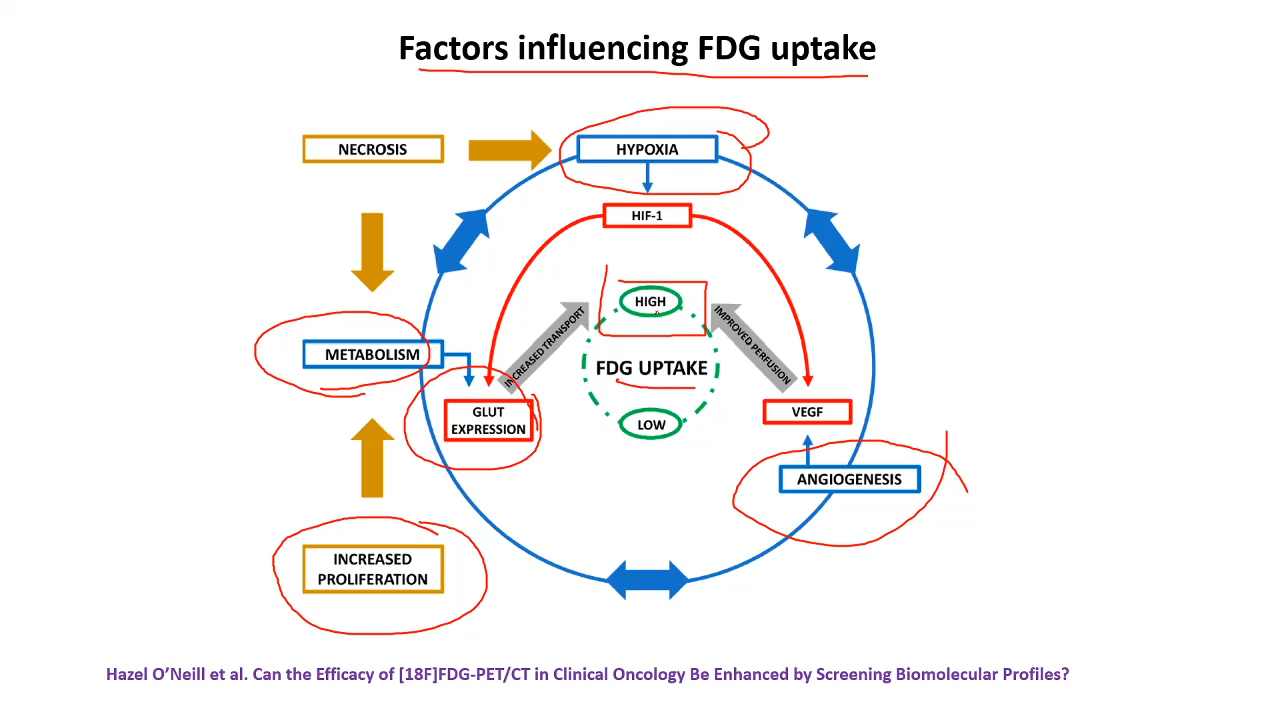 Factors influencing FDG uptake
NECROSIS
HYPOXIA
HIF-1
HIGH
INCREASED TRANSPORT
IMPROVED PERFUSION
METABOLISM
FDG UPTAKE
GLUT
EXPRESSION
VEGF
LOW
ANGIOGENESIS
INCREASED
PROLIFERATION
Hazel O’Neill et al. Can the Efficacy of [18F]FDG-PET/CT in Clinical Oncology Be Enhanced by Screening Biomolecular Profiles?